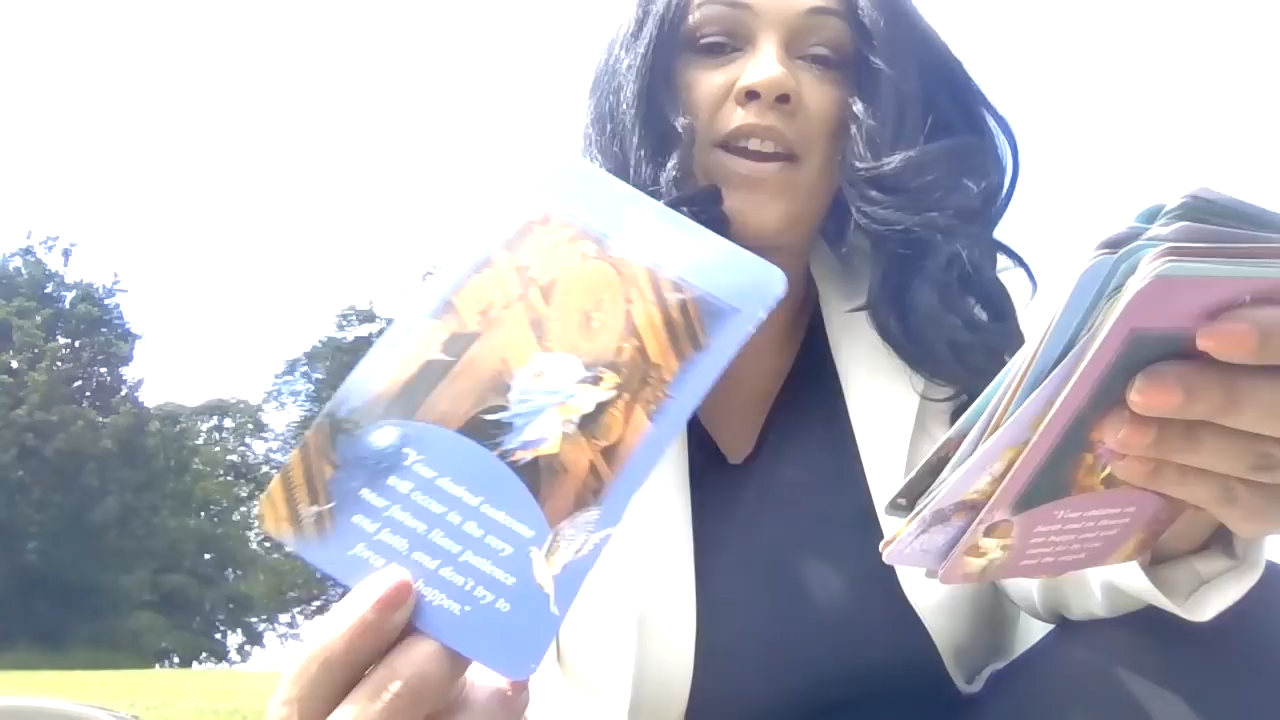 "Your desired outcome
will occur in the very
near future. Have patience
and faith, and don't try to
force happen."
"Your children on
Earth and in Heaven
are happy and well
cared for by God
and the angels."